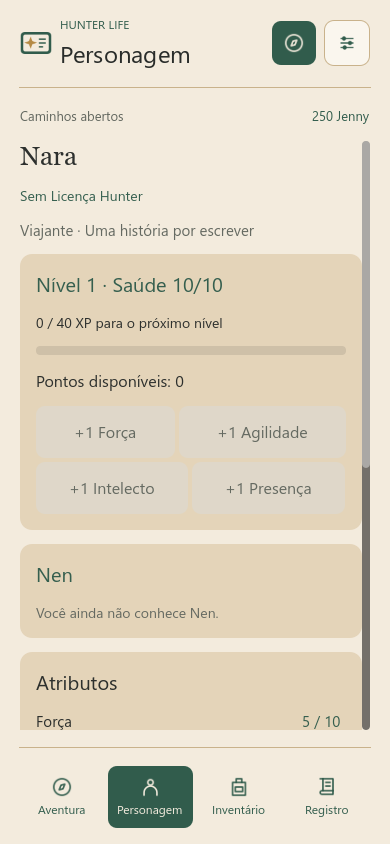 HUNTER LIFE
Personagem
Caminhos abertos
250 Jenny
Nara
Sem Licença Hunter
Viajante · Uma história por escrever
Nível 1 · Saúde 10/10
0 / 40 XP para o próximo nível
Pontos disponíveis: 0
+1 Força
+1 Agilidade
+1 Intelecto
+1 Presença
Nen
Você ainda não conhece Nen.
Atributos
Força
5 / 10
Aventura
Personagem
Inventário
Registro